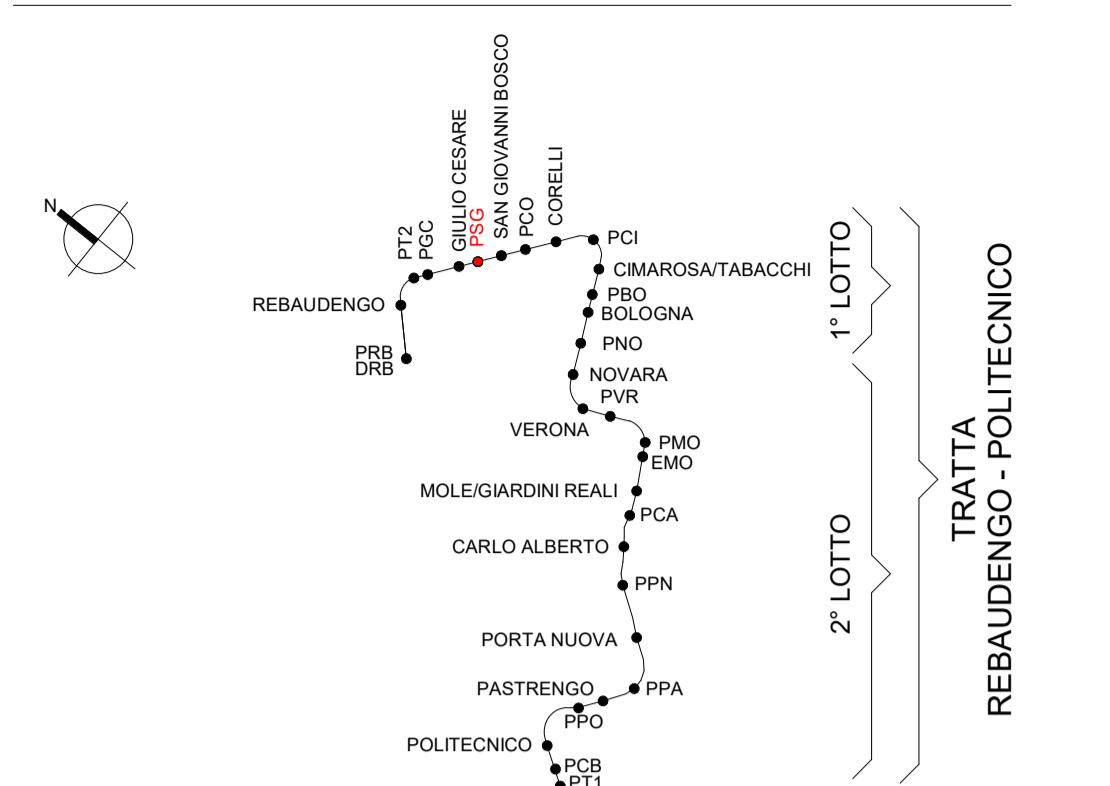 N
PT2
PGC
GIULIO CESARE
PSG
SAN GIOVANNI BOSCO
PCO
CORELLI
PCI
CIMAROSA/TABACCHI
REBAUDENGO
PBO
BOLOGNA
PRB
DRB
PNO
NOVARA
PVR
VERONA
PMO
EMO
MOLE/GIARDINI REALI
PCA
CARLO ALBERTO
PPN
PORTA NUOVA
PASTRENGO
PPA
PPO
POLITECNICO
PCB
PT1
1° LOTTO
2° LOTTO
TRATTA
REBAUDENGO - POLITECNICO